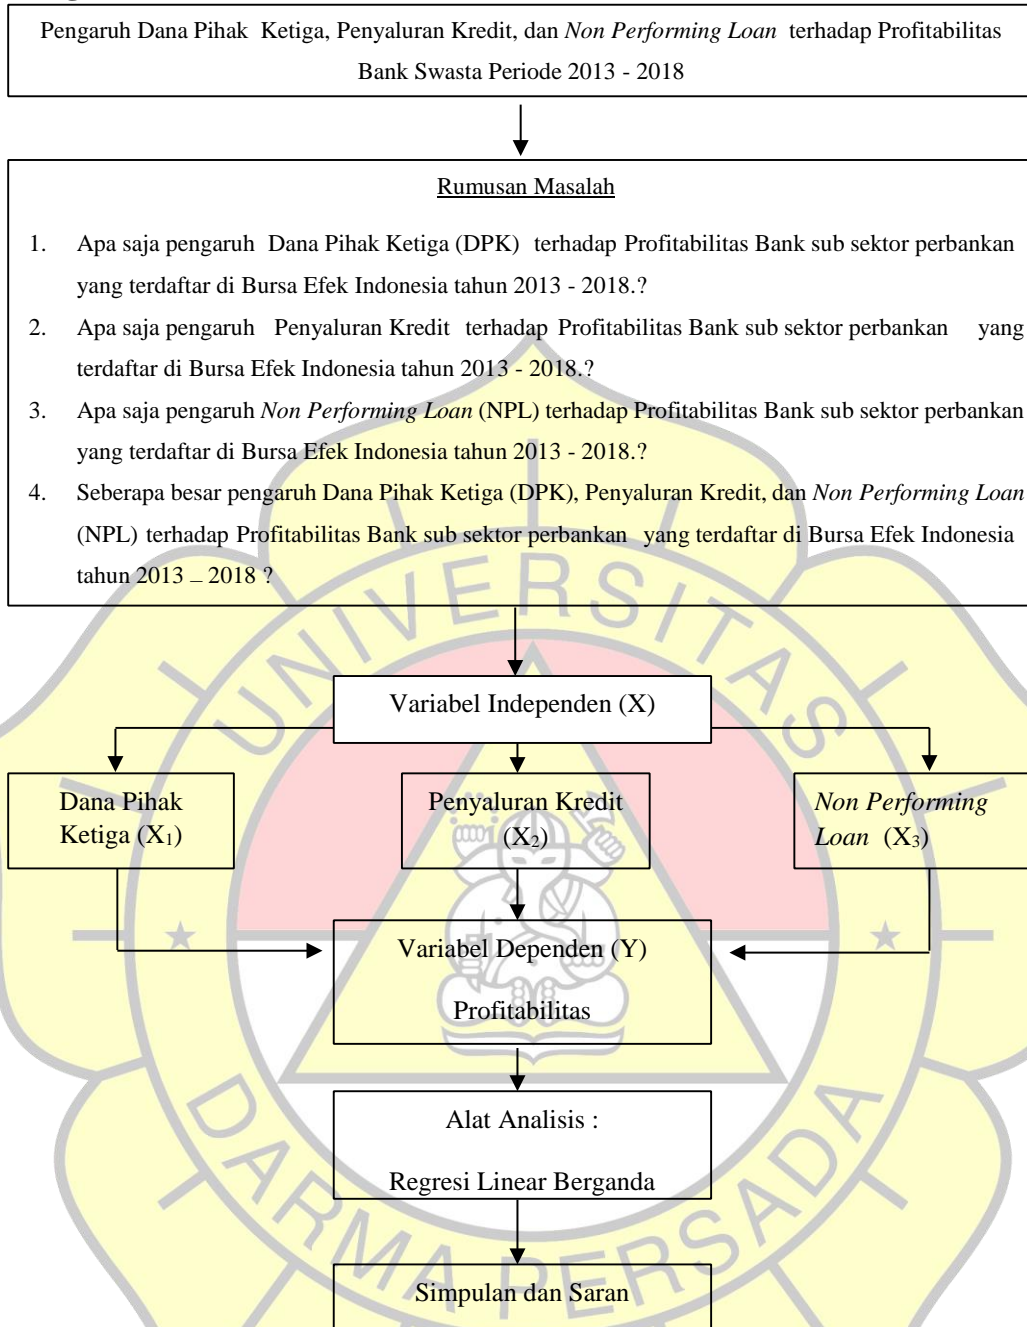 Pengaruh Dana Pihak Ketiga, Penyaluran Kredit, dan Non Performing Loan terhadap Profitabilitas
Bank Swasta Periode 2013 - 2018
Rumusan Masalah
1. Apa saja pengaruh Dana Pihak Ketiga (DPK) terhadap Profitabilitas Bank sub sektor perbankan
yang terdaftar di Bursa Efek Indonesia tahun 2013 - 2018.?
2. Apa saja pengaruh Penyaluran Kredit terhadap Profitabilitas Bank sub sektor perbankan yang
terdaftar di Bursa Efek Indonesia tahun 2013 - 2018.?
3. Apa saja pengaruh Non Performing Loan (NPL) terhadap Profitabilitas Bank sub sektor perbankan
yang terdaftar di Bursa Efek Indonesia tahun 2013 - 2018.?
4. Seberapa besar pengaruh Dana Pihak Ketiga (DPK), Penyaluran Kredit, dan Non Performing Loan
(NPL) terhadap Profitabilitas Bank sub sektor perbankan yang terdaftar di Bursa Efek Indonesia
tahun 2013 – 2018 ?
UNIVERSITAS
Variabel Independen (X)
Dana Pihak
Ketiga (X₁)
Penyaluran Kredit
(X₂)
Non Performing
Loan (X₃)
Variabel Dependen (Y)
Profitabilitas
Alat Analisis :
Regresi Linear Berganda
DARMA PERSADA
Simpulan dan Saran